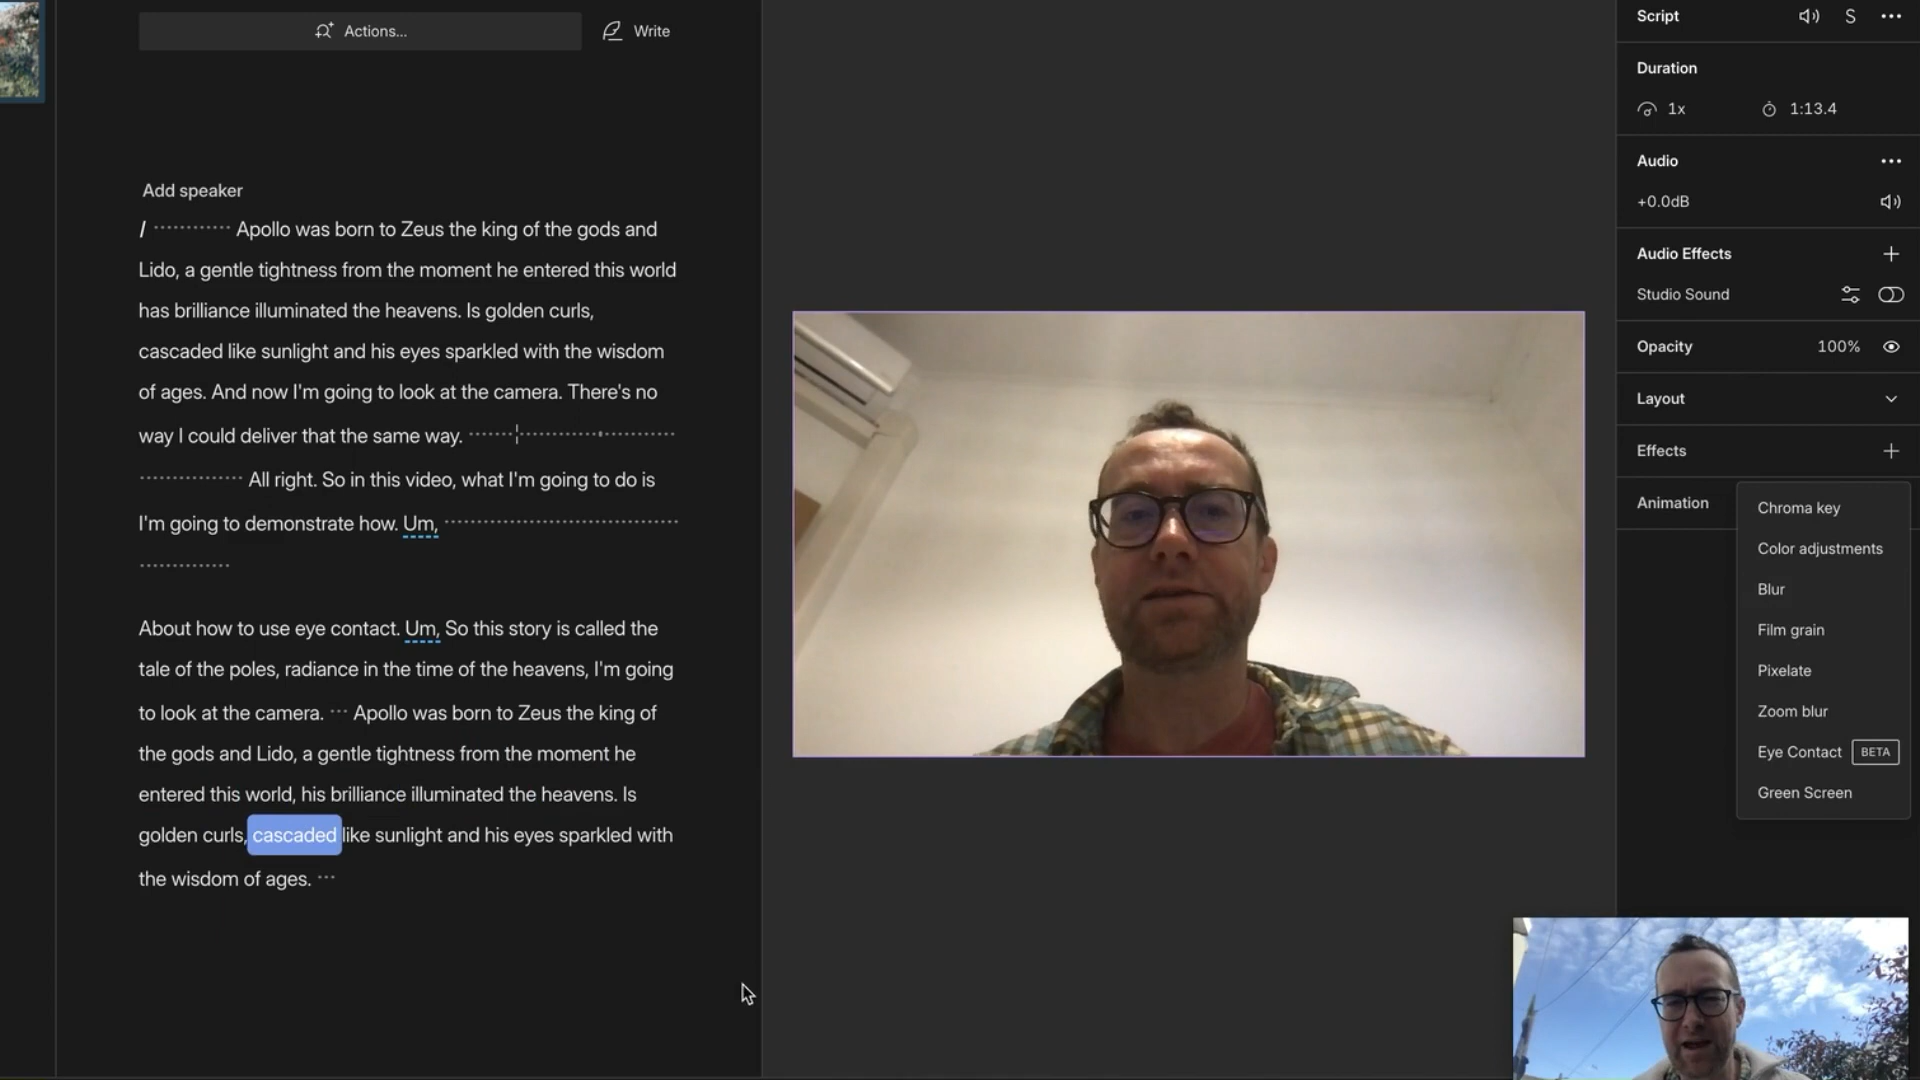 Actions...
Write
Add speaker
/ Apollo was born to Zeus the king of the gods and
Lido, a gentle tightness from the moment he entered this world
has brilliance illuminated the heavens. Is golden curls,
cascaded like sunlight and his eyes sparkled with the wisdom
of ages. And now I'm going to look at the camera. There's no
way I could deliver that the same way.
All right. So in this video, what I'm going to do is
I'm going to demonstrate how. Um,
About how to use eye contact. Um, So this story is called the
tale of the poles, radiance in the time of the heavens, I'm going
to look at the camera. ··· Apollo was born to Zeus the king of
the gods and Lido, a gentle tightness from the moment he
entered this world, his brilliance illuminated the heavens. Is
golden curls, cascaded like sunlight and his eyes sparkled with
the wisdom of ages. ···
Script
S
Duration
1x
1:13.4
Audio
+0.0dB
Audio Effects
Studio Sound
Opacity
100%
Layout
Effects
Animation
Chroma key
Color adjustments
Blur
Film grain
Pixelate
Zoom blur
Eye Contact BETA
Green Screen